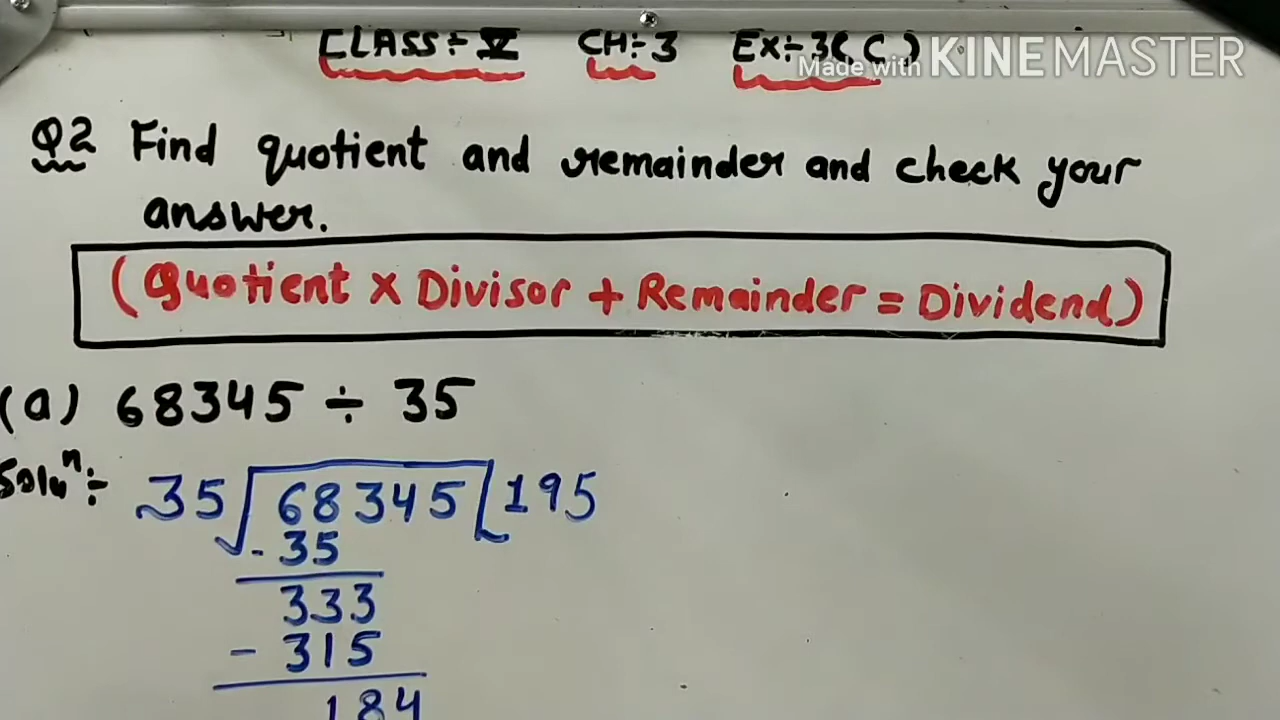 CLASS÷V CH÷3 Ex÷3(C)
Made with KINEMASTER
Q2 Find quotient and remainder and check your
answer.
(Quotient × Divisor + Remainder = Dividend)
(a) 68345 ÷ 35
Soluⁿ÷ 35 68345 195
- 35
333
- 315
184